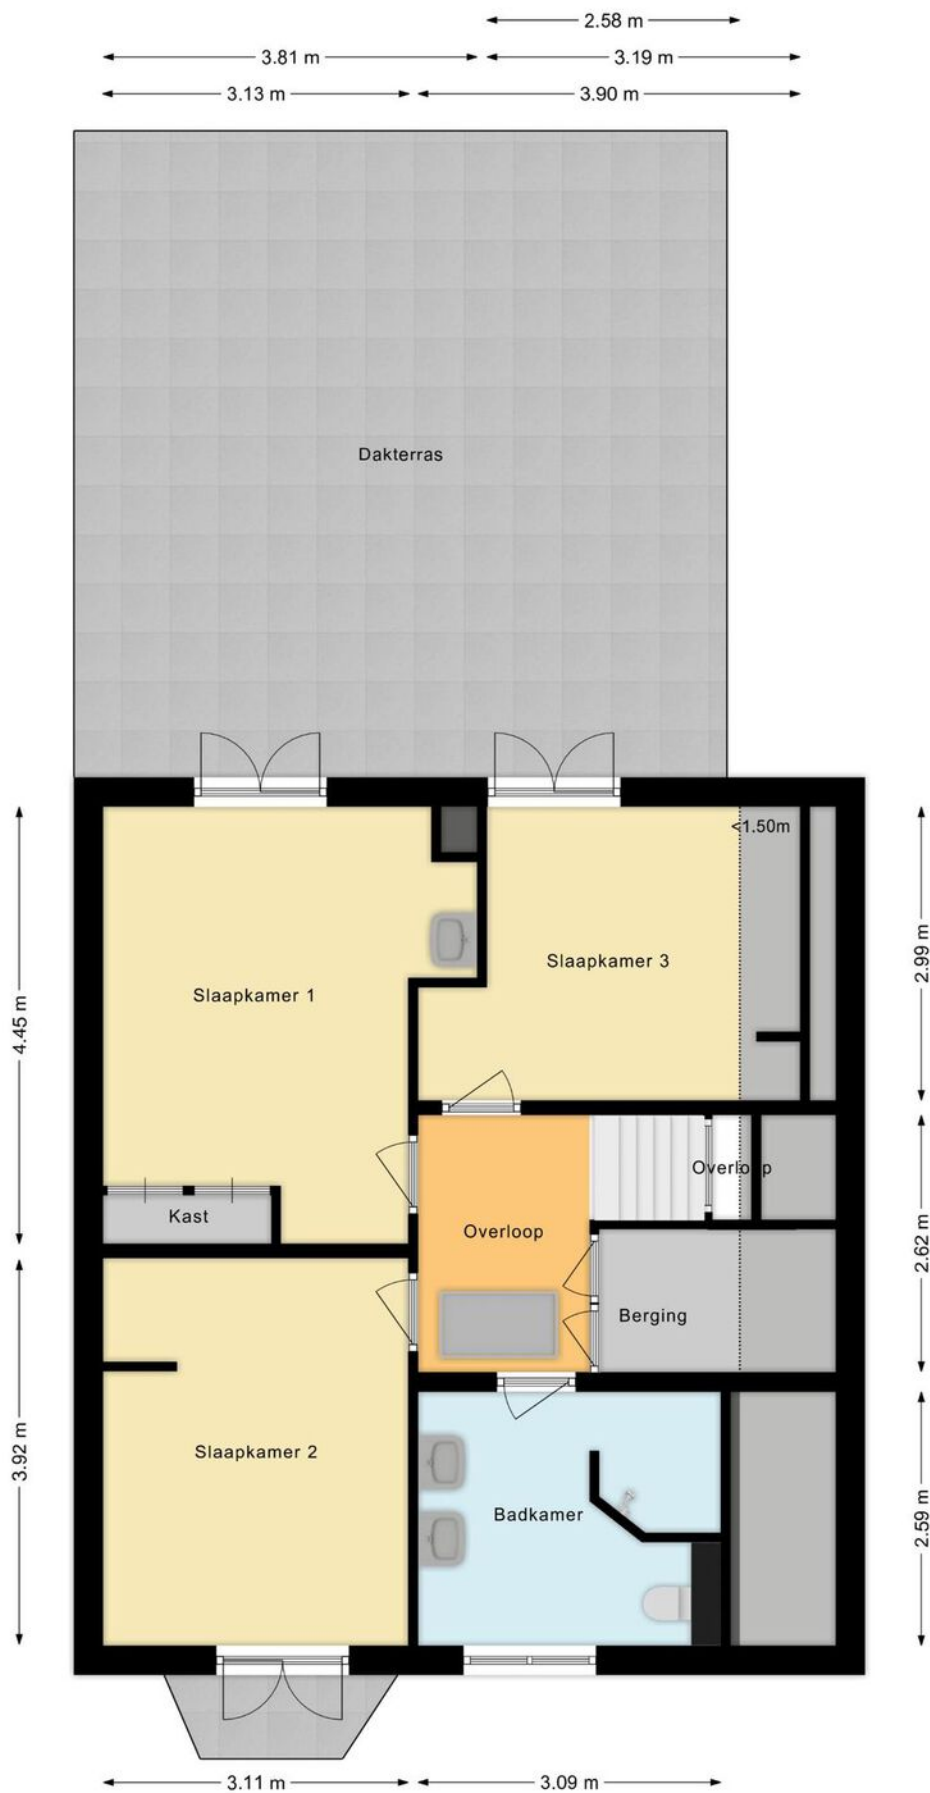 2.58 m
3.81 m
3.19 m
3.13 m
3.90 m
Dakterras
<1.50m
Slaapkamer 3
2.99 m
Slaapkamer 1
4.45 m
Overloop
Kast
Overloop
2.62 m
Berging
Slaapkamer 2
3.92 m
Badkamer
2.59 m
3.11 m
3.09 m